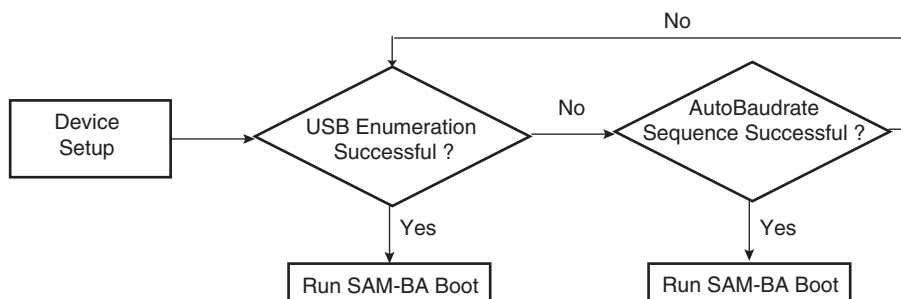 No
Device
Setup
USB Enumeration
Successful ?
No
AutoBaudrate
Sequence Successful ?
Yes
Yes
Run SAM-BA Boot
Run SAM-BA Boot